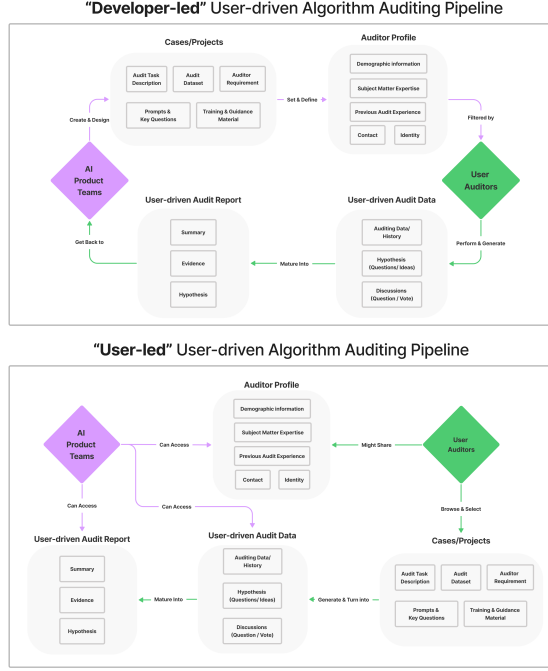 “Developer-led” User-driven Algorithm Auditing Pipeline
Cases/Projects
Audit Task
Description
Audit
Dataset
Auditor
Requirement
Prompts &
Key Questions
Training & Guidance
Material
Set & Define
Auditor Profile
Demographic information
Subject Matter Expertise
Previous Audit Experience
Contact
Identity
Create & Design
Filtered by
AI
Product
Teams
User
Auditors
User-driven Audit Report
Summary
Evidence
Hypothesis
User-driven Audit Data
Auditing Data/
History
Hypothesis
(Questions/ Ideas)
Discussions
(Question / Vote)
Get Back to
Mature Into
Perform & Generate
“User-led” User-driven Algorithm Auditing Pipeline
Auditor Profile
Demographic information
Subject Matter Expertise
Previous Audit Experience
Contact
Identity
AI
Product
Teams
Can Access
Might Share
User
Auditors
Can Access
Can Access
Browse & Select
User-driven Audit Report
Summary
Evidence
Hypothesis
Mature Into
User-driven Audit Data
Auditing Data/
History
Hypothesis
(Questions/ Ideas)
Discussions
(Question / Vote)
Generate & Turn into
Cases/Projects
Audit Task
Description
Audit
Dataset
Auditor
Requirement
Prompts &
Key Questions
Training & Guidance
Material